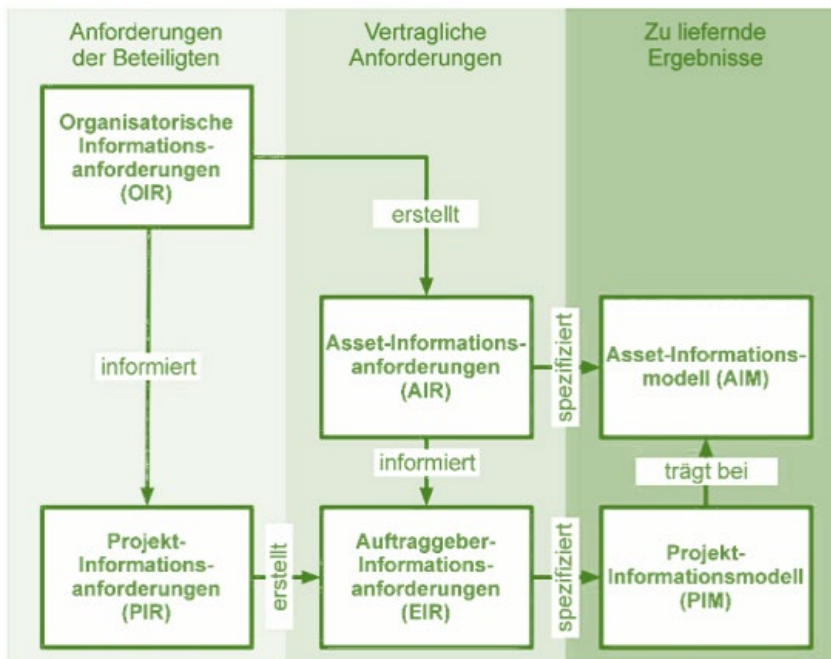 Anforderungen
der Beteiligten
Vertragliche
Anforderungen
Zu liefernde
Ergebnisse
Organisatorische
Informations-
anforderungen
(OIR)
erstellt
informiert
Asset-Informations-
anforderungen
(AIR)
spezifiziert
Asset-Informations-
modell (AIM)
informiert
trägt bei
Projekt-
Informations-
anforderungen
(PIR)
erstellt
Auftraggeber-
Informations-
anforderungen
(EIR)
spezifiziert
Projekt-
Informationsmodell
(PIM)